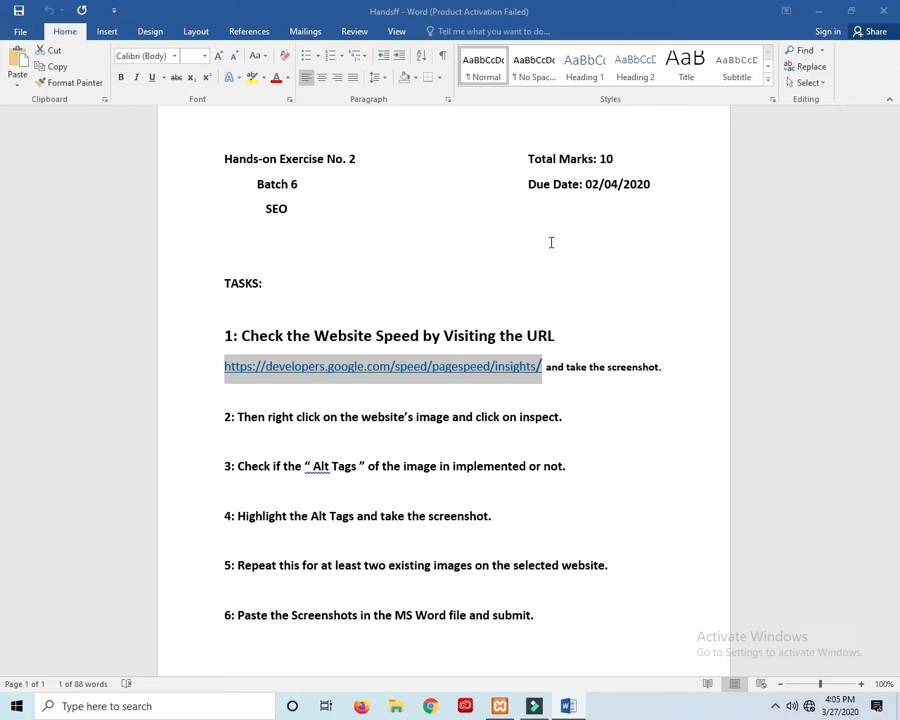 Handsff - Word (Product Activation Failed)
File Home Insert Design Layout References Mailings Review View Tell me what you want to do... Sign in Share
Paste Cut Copy Format Painter
Calibri (Body) Aa A A
B I U abc x₂ x² A A
AaBbCcDc AaBbCcDc AaBbCc AaBbCcC AaB AaBbCcC
¶ Normal ¶ No Spac... Heading 1 Heading 2 Title Subtitle
Find Replace Select
Clipboard Font Paragraph Styles Editing
Hands-on Exercise No. 2 Total Marks: 10
Batch 6 Due Date: 02/04/2020
SEO
TASKS:
1: Check the Website Speed by Visiting the URL
https://developers.google.com/speed/pagespeed/insights/ and take the screenshot.
2: Then right click on the website's image and click on inspect.
3: Check if the “ Alt Tags ” of the image in implemented or not.
4: Highlight the Alt Tags and take the screenshot.
5: Repeat this for at least two existing images on the selected website.
6: Paste the Screenshots in the MS Word file and submit.
Activate Windows
Go to Settings to activate Windows.
Page 1 of 1 1 of 88 words 100%
Type here to search 4:05 PM
3/27/2020